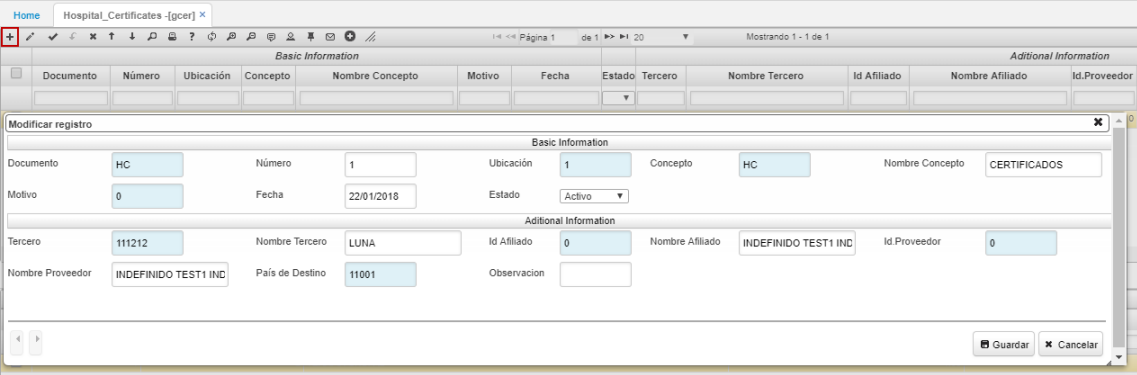 Home Hospital_Certificates -[gcer] ×
Página 1 de 1 20 Mostrando 1 - 1 de 1
Basic Information Aditional Information
Documento Número Ubicación Concepto Nombre Concepto Motivo Fecha Estado Tercero Nombre Tercero Id Afiliado Nombre Afiliado Id.Proveedor
Modificar registro
Basic Information
Documento HC Número 1 Ubicación 1 Concepto HC Nombre Concepto CERTIFICADOS
Motivo 0 Fecha 22/01/2018 Estado Activo
Aditional Information
Tercero 111212 Nombre Tercero LUNA Id Afiliado 0 Nombre Afiliado INDEFINIDO TEST1 IND Id.Proveedor 0
Nombre Proveedor INDEFINIDO TEST1 IND País de Destino 11001 Observacion
Guardar Cancelar